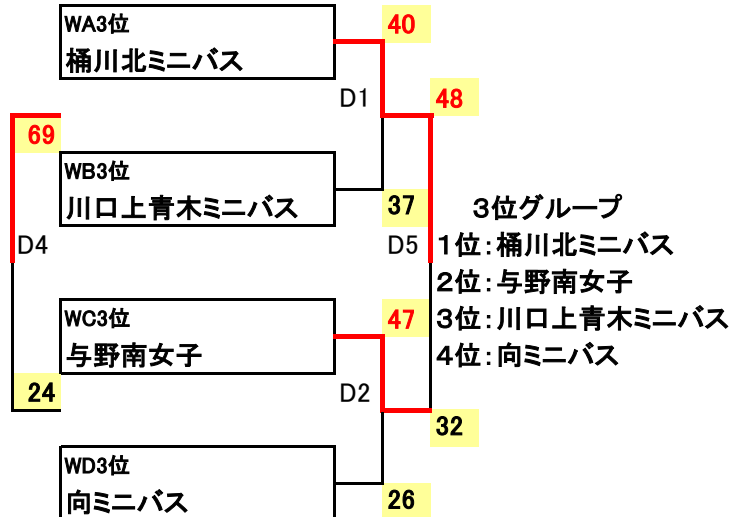 WA3位
40
桶川北ミニバス
D1
48
69
WB3位
川口上青木ミニバス
37
3位グループ
D4
D5
1位:桶川北ミニバス
2位:与野南女子
WC3位
47
3位:川口上青木ミニバス
与野南女子
4位:向ミニバス
24
D2
32
WD3位
向ミニバス
26